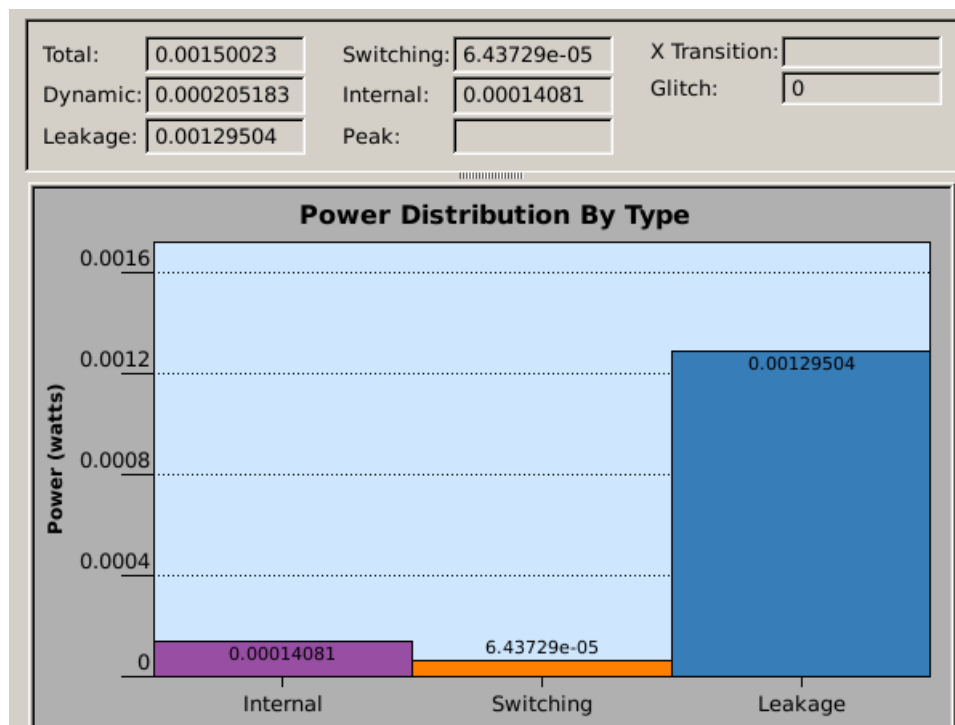 Total: 0.00150023 Switching: 6.43729e-05 X Transition:
Dynamic: 0.000205183 Internal: 0.00014081 Glitch: 0
Leakage: 0.00129504 Peak:
Power Distribution By Type
0.0016
0.0012
0.00129504
0.0008
Power (watts)
0.0004
0.00014081 6.43729e-05
0
Internal Switching Leakage